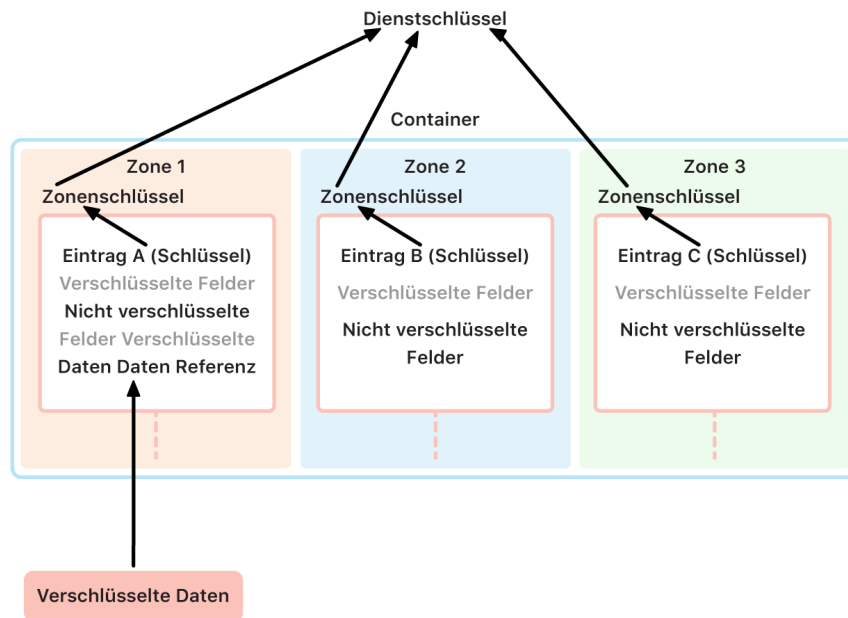 Dienstschlüssel
Container
Zone 1
Zonenschlüssel
Eintrag A (Schlüssel)
Verschlüsselte Felder
Nicht verschlüsselte
Felder Verschlüsselte
Daten Daten Referenz
Zone 2
Zonenschlüssel
Eintrag B (Schlüssel)
Verschlüsselte Felder
Nicht verschlüsselte
Felder
Zone 3
Zonenschlüssel
Eintrag C (Schlüssel)
Verschlüsselte Felder
Nicht verschlüsselte
Felder
Verschlüsselte Daten